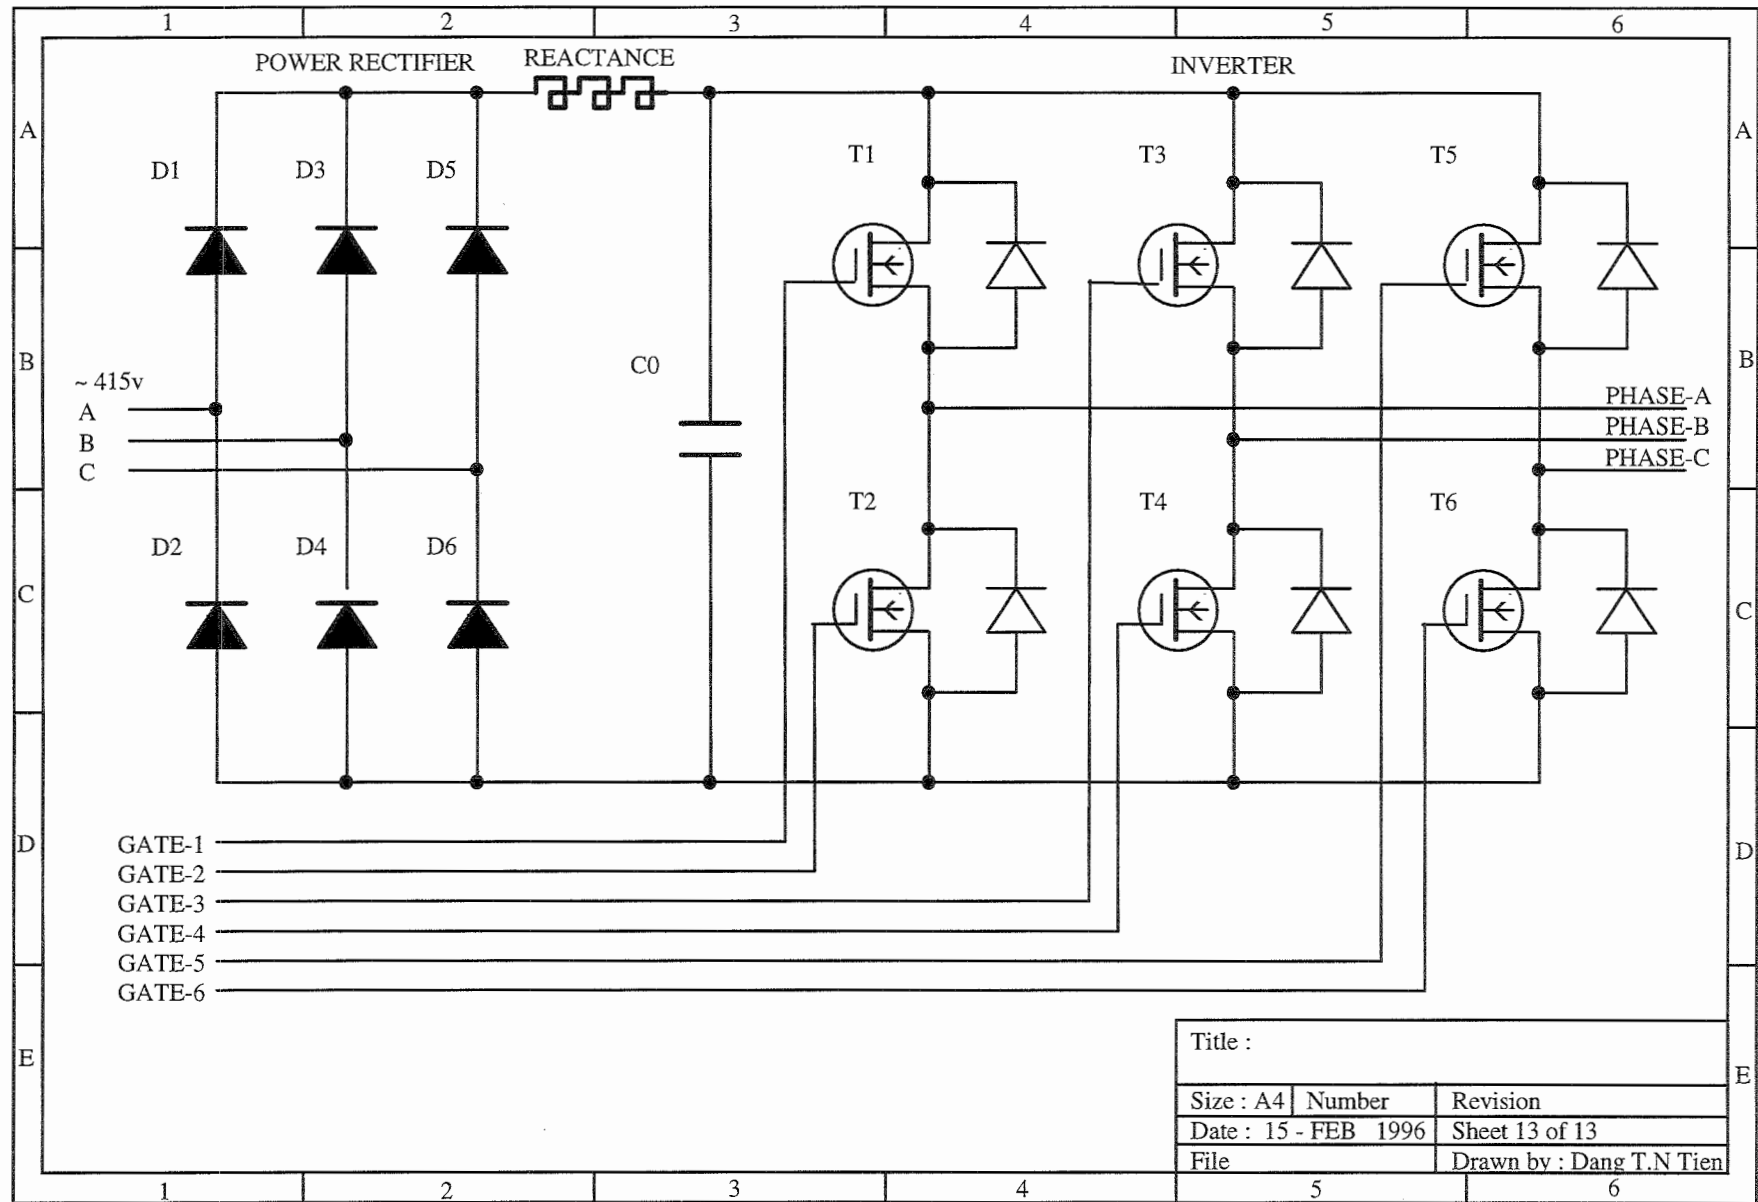 1 2 3 4 5 6
POWER RECTIFIER REACTANCE INVERTER
A A
D1 D3 D5 T1 T3 T5
B C0 B
~ 415v
A PHASE-A
B PHASE-B
C PHASE-C
T2 T4 T6
D2 D4 D6
C C
D D
GATE-1
GATE-2
GATE-3
GATE-4
GATE-5
GATE-6
E E
Title :
Size : A4 Number Revision
Date : 15 - FEB 1996 Sheet 13 of 13
File Drawn by : Dang T.N Tien
1 2 3 4 5 6